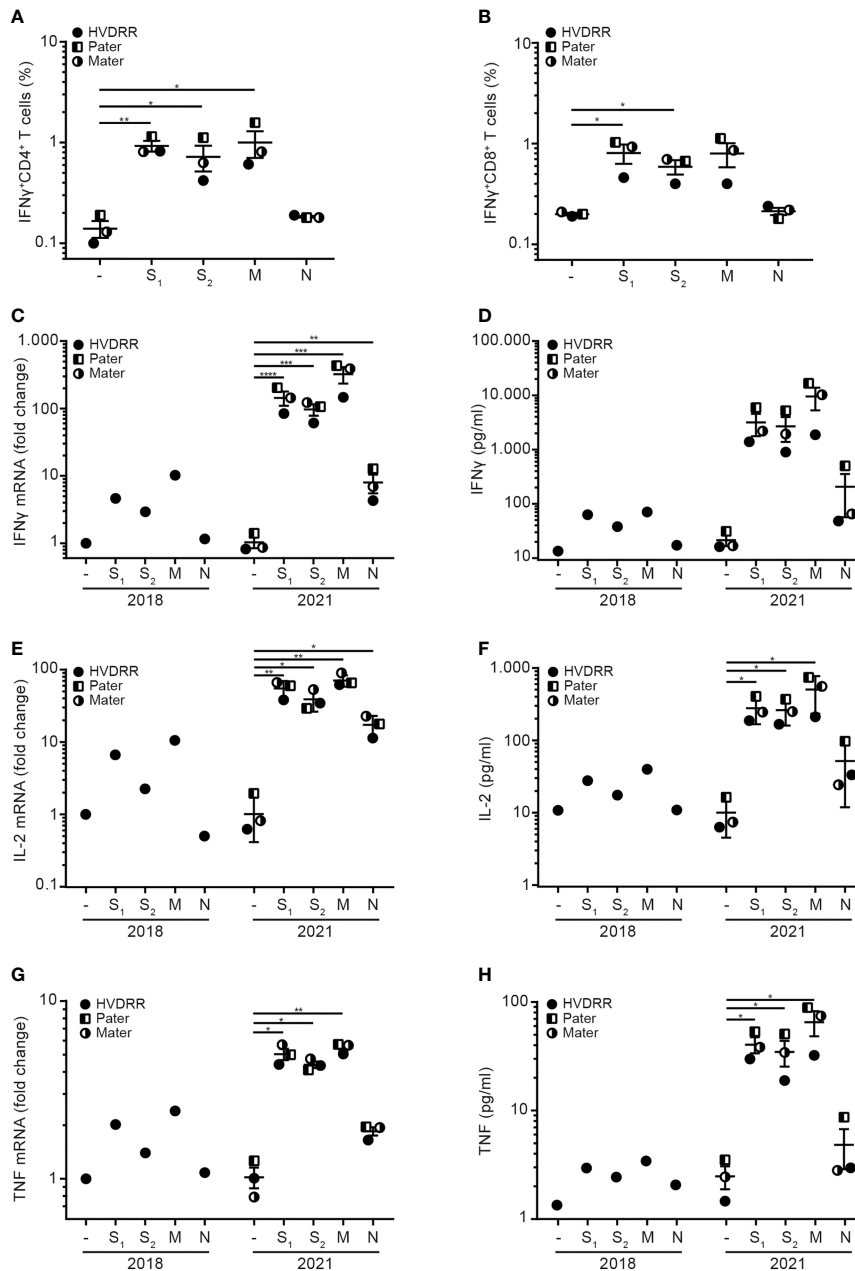 A
HVDRR
Pater
Mater
IFNγ⁺CD4⁺ T cells (%)
10
1
0.1
*
*
**
- S₁ S₂ M N
B
HVDRR
Pater
Mater
IFNγ⁺CD8⁺ T cells (%)
10
1
0.1
*
*
- S₁ S₂ M N
C
HVDRR
Pater
Mater
IFNγ mRNA (fold change)
1.000
100
10
1
**
***
***
****
- S₁ S₂ M N - S₁ S₂ M N
2018 2021
D
HVDRR
Pater
Mater
IFNγ (pg/ml)
100.000
10.000
1.000
100
10
- S₁ S₂ M N - S₁ S₂ M N
2018 2021
E
HVDRR
Pater
Mater
IL-2 mRNA (fold change)
100
10
1
0.1
*
**
*
**
- S₁ S₂ M N - S₁ S₂ M N
2018 2021
F
HVDRR
Pater
Mater
IL-2 (pg/ml)
1.000
100
10
1
*
*
*
- S₁ S₂ M N - S₁ S₂ M N
2018 2021
G
HVDRR
Pater
Mater
TNF mRNA (fold change)
10
1
**
*
*
- S₁ S₂ M N - S₁ S₂ M N
2018 2021
H
HVDRR
Pater
Mater
TNF (pg/ml)
100
10
1
*
*
*
- S₁ S₂ M N - S₁ S₂ M N
2018 2021